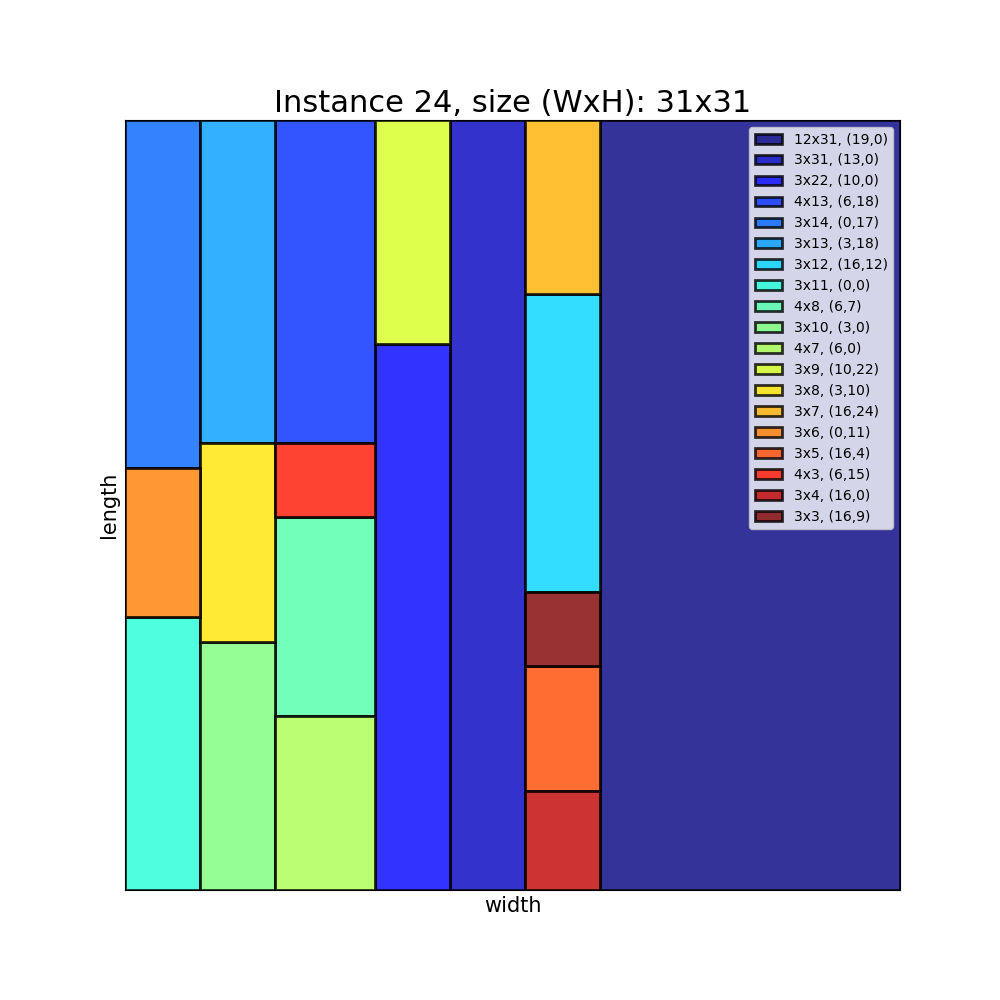 Instance 24, size (WxH): 31x31
12x31, (19,0)
3x31, (13,0)
3x22, (10,0)
4x13, (6,18)
3x14, (0,17)
3x13, (3,18)
3x12, (16,12)
3x11, (0,0)
4x8, (6,7)
3x10, (3,0)
4x7, (6,0)
3x9, (10,22)
3x8, (3,10)
3x7, (16,24)
3x6, (0,11)
3x5, (16,4)
4x3, (6,15)
3x4, (16,0)
3x3, (16,9)
length
width